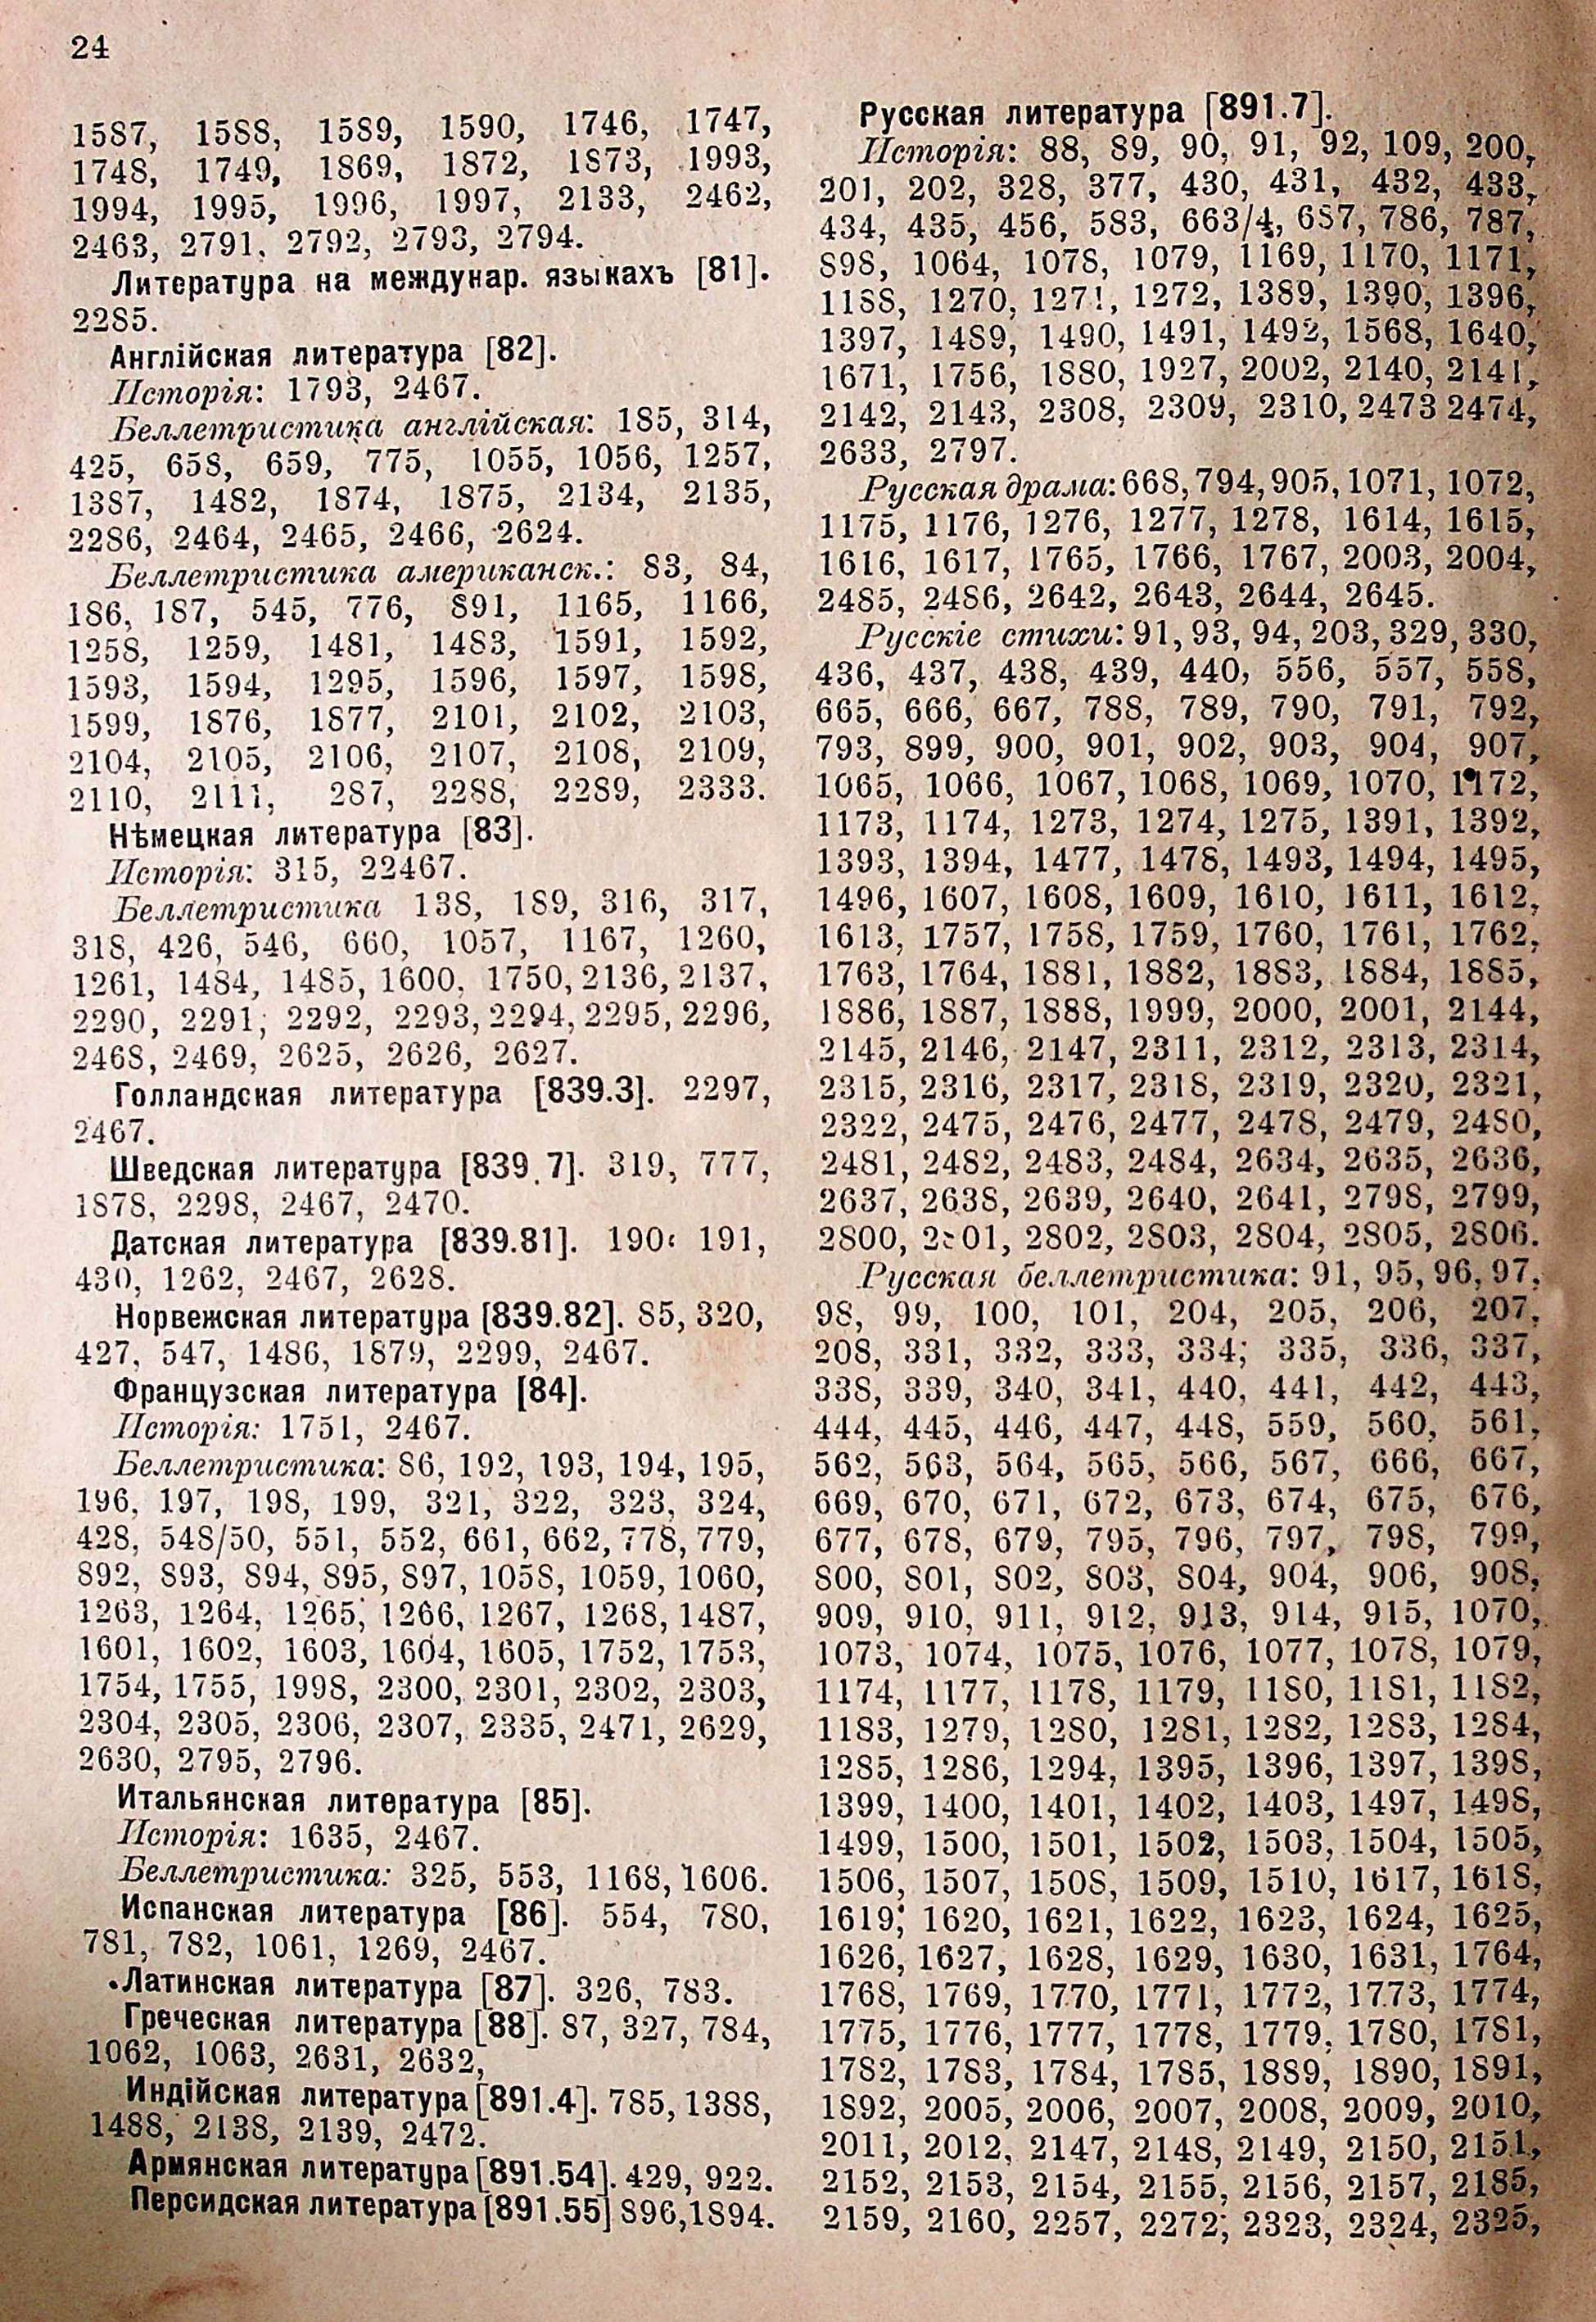 24
1587, 1588, 1589, 1590, 1746, 1747,
1748, 1749, 1869, 1872, 1873, 1993,
1994, 1995, 1996, 1997, 2133, 2462,
2463, 2791. 2792, 2793, 2794.
Литература на междунар. языкахъ [81].
2285.
Англійская литература [82].
Исторія: 1793, 2467.
Беллетристика англійская: 185, 314,
425, 658, 659, 775, 1055, 1056, 1257,
1387, 1482, 1874, 1875, 2134, 2135,
2286, 2464, 2465, 2466, 2624.
Беллетристика американск.: 83, 84,
186, 187, 545, 776, 891, 1165, 1166,
1258, 1259, 1481, 1483, 1591, 1592,
1593, 1594, 1295, 1596, 1597, 1598,
1599, 1876, 1877, 2101, 2102, 2103,
2104, 2105, 2106, 2107, 2108, 2109,
2110, 2111, 287, 2288, 2289, 2333.
Нѣмецкая литература [83].
Исторія: 315, 22467.
Беллетристика 138, 189, 316, 317,
318, 426, 546, 660, 1057, 1167, 1260,
1261, 1484, 1485, 1600, 1750, 2136, 2137,
2290, 2291, 2292, 2293, 2294, 2295, 2296,
2468, 2469, 2625, 2626, 2627.
Голландская литература [839.3]. 2297,
2467.
Шведская литература [839.7]. 319, 777,
1878, 2298, 2467, 2470.
Датская литература [839.81]. 190, 191,
430, 1262, 2467, 2628.
Норвежская литература [839.82]. 85, 320,
427, 547, 1486, 1879, 2299, 2467.
Французская литература [84].
Исторія: 1751, 2467.
Беллетристика: 86, 192, 193, 194, 195,
196, 197, 198, 199, 321, 322, 323, 324,
428, 548/50, 551, 552, 661, 662, 778, 779,
892, 893, 894, 895, 897, 1058, 1059, 1060,
1263, 1264, 1265, 1266, 1267, 1268, 1487,
1601, 1602, 1603, 1604, 1605, 1752, 1753,
1754, 1755, 1998, 2300, 2301, 2302, 2303,
2304, 2305, 2306, 2307, 2335, 2471, 2629,
2630, 2795, 2796.
Итальянская литература [85].
Исторія: 1635, 2467.
Беллетристика: 325, 553, 1168, 1606.
Испанская литература [86]. 554, 780,
781, 782, 1061, 1269, 2467.
Латинская литература [87]. 326, 783.
Греческая литература [88]. 87, 327, 784,
1062, 1063, 2631, 2632,
Индійская литература [891.4]. 785, 1388,
1488, 2138, 2139, 2472.
Армянская литература [891.54]. 429, 922.
Персидская литература [891.55] 896, 1894.
Русская литература [891.7].
Исторія: 88, 89, 90, 91, 92, 109, 200,
201, 202, 328, 377, 430, 431, 432, 433,
434, 435, 456, 583, 663/4, 687, 786, 787,
898, 1064, 1078, 1079, 1169, 1170, 1171,
1188, 1270, 1271, 1272, 1389, 1390, 1396,
1397, 1489, 1490, 1491, 1492, 1568, 1640,
1671, 1756, 1880, 1927, 2002, 2140, 2141,
2142, 2143, 2308, 2309, 2310, 2473 2474,
2633, 2797.
Русская драма: 668, 794, 905, 1071, 1072,
1175, 1176, 1276, 1277, 1278, 1614, 1615,
1616, 1617, 1765, 1766, 1767, 2003, 2004,
2485, 2486, 2642, 2643, 2644, 2645.
Русскіе стихи: 91, 93, 94, 203, 329, 330,
436, 437, 438, 439, 440, 556, 557, 558,
665, 666, 667, 788, 789, 790, 791, 792,
793, 899, 900, 901, 902, 903, 904, 907,
1065, 1066, 1067, 1068, 1069, 1070, 1172,
1173, 1174, 1273, 1274, 1275, 1391, 1392,
1393, 1394, 1477, 1478, 1493, 1494, 1495,
1496, 1607, 1608, 1609, 1610, 1611, 1612,
1613, 1757, 1758, 1759, 1760, 1761, 1762,
1763, 1764, 1881, 1882, 1883, 1884, 1885,
1886, 1887, 1888, 1999, 2000, 2001, 2144,
2145, 2146, 2147, 2311, 2312, 2313, 2314,
2315, 2316, 2317, 2318, 2319, 2320, 2321,
2322, 2475, 2476, 2477, 2478, 2479, 2480,
2481, 2482, 2483, 2484, 2634, 2635, 2636,
2637, 2638, 2639, 2640, 2641, 2798, 2799,
2800, 2801, 2802, 2803, 2804, 2805, 2806.
Русская беллетристика: 91, 95, 96, 97,
98, 99, 100, 101, 204, 205, 206, 207,
208, 331, 332, 333, 334; 335, 336, 337,
338, 339, 340, 341, 440, 441, 442, 443,
444, 445, 446, 447, 448, 559, 560, 561,
562, 563, 564, 565, 566, 567, 666, 667,
669, 670, 671, 672, 673, 674, 675, 676,
677, 678, 679, 795, 796, 797, 798, 799,
800, 801, 802, 803, 804, 904, 906, 908,
909, 910, 911, 912, 913, 914, 915, 1070,
1073, 1074, 1075, 1076, 1077, 1078, 1079,
1174, 1177, 1178, 1179, 1180, 1181, 1182,
1183, 1279, 1280, 1281, 1282, 1283, 1284,
1285, 1286, 1294, 1395, 1396, 1397, 1398,
1399, 1400, 1401, 1402, 1403, 1497, 1498,
1499, 1500, 1501, 1502, 1503, 1504, 1505,
1506, 1507, 1508, 1509, 1510, 1617, 1618,
1619; 1620, 1621, 1622, 1623, 1624, 1625,
1626, 1627, 1628, 1629, 1630, 1631, 1764,
1768, 1769, 1770, 1771, 1772, 1773, 1774,
1775, 1776, 1777, 1778, 1779, 1780, 1781,
1782, 1783, 1784, 1785, 1889, 1890, 1891,
1892, 2005, 2006, 2007, 2008, 2009, 2010,
2011, 2012, 2147, 2148, 2149, 2150, 2151,
2152, 2153, 2154, 2155, 2156, 2157, 2185,
2159, 2160, 2257, 2272; 2323, 2324, 2325,